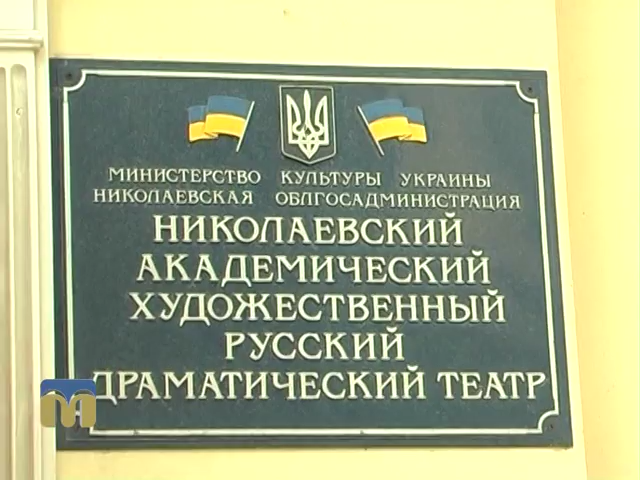 МИНИСТЕРСТВО КУЛЬТУРЫ УКРАИНЫ
НИКОЛАЕВСКАЯ ОБЛГОСАДМИНИСТРАЦИЯ
НИКОЛАЕВСКИЙ
АКАДЕМИЧЕСКИЙ
ХУДОЖЕСТВЕННЫЙ
РУССКИЙ
ДРАМАТИЧЕСКИЙ ТЕАТР
М